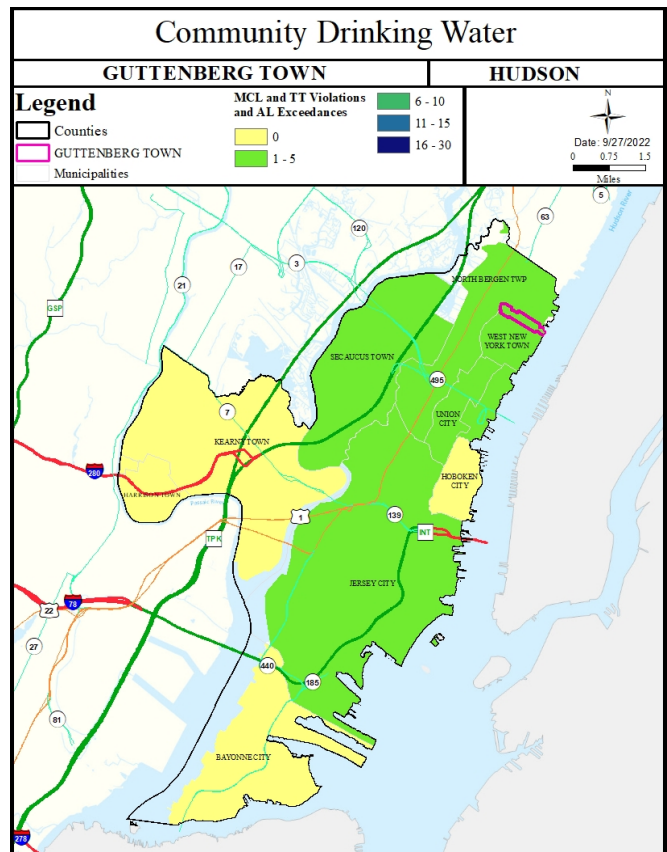 Community Drinking Water
GUTTENBERG TOWN
HUDSON
Legend
Counties
GUTTENBERG TOWN
Municipalities
MCL and TT Violations
and AL Exceedances
0
1 - 5
6 - 10
11 - 15
16 - 30
N
Date: 9/27/2022
0 0.75 1.5
Miles
5
Hudson River
63
120
3
17
21
GSP
NORTH BERGEN TWP
WEST NEW
YORK TOWN
SECAUCUS TOWN
495
7
UNION
CITY
KEARNY TOWN
HOBOKEN
CITY
280
HARRISON TOWN
1
139
INT
TPK
JERSEY CITY
78
22
27
440
185
81
BAYONNE CITY
278